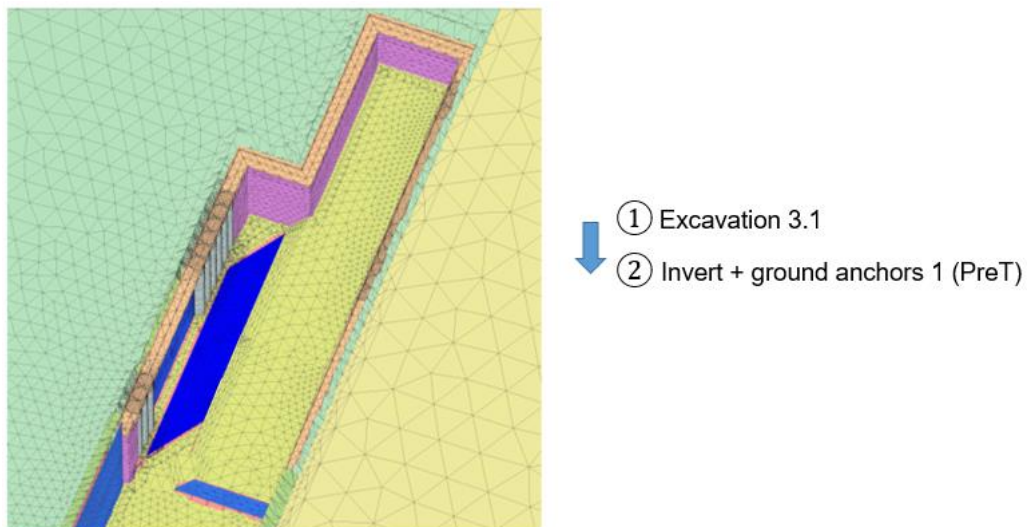 ① Excavation 3.1
② Invert + ground anchors 1 (PreT)